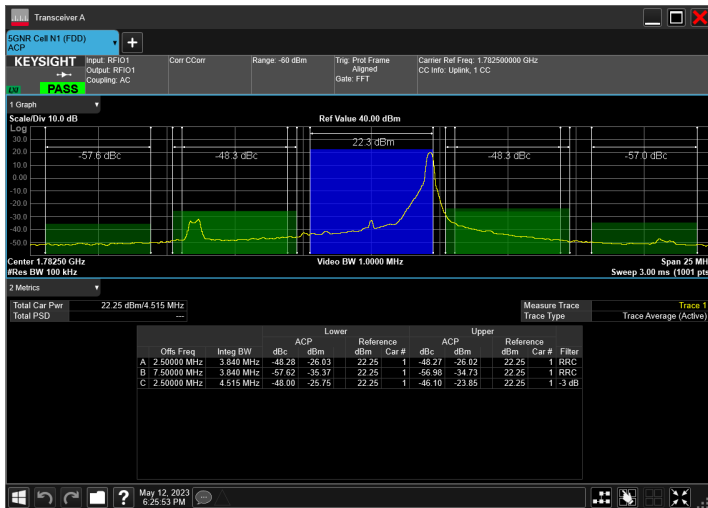 Transceiver A
5GNR Cell N1 (FDD)
ACP
KEYSIGHT
LXI
PASS
Input: RFIO1
Output: RFIO1
Coupling: AC
Corr CCorr
Range: -60 dBm
Trig: Prot Frame
Aligned
Gate: FFT
Carrier Ref Freq: 1.782500000 GHz
CC Info: Uplink, 1 CC
1 Graph
Scale/Div 10.0 dB
Ref Value 40.00 dBm
Log
30.0
20.0
10.0
0.00
-10.0
-20.0
-30.0
-40.0
-50.0
-57.6 dBc
-48.3 dBc
22.3 dBm
-48.3 dBc
-57.0 dBc
Center 1.78250 GHz
Video BW 1.0000 MHz
Span 25 MH
#Res BW 100 kHz
Sweep 3.00 ms (1001 pts
2 Metrics
Total Car Pwr 22.25 dBm/4.515 MHz
Total PSD ---
Measure Trace Trace 1
Trace Type Trace Average (Active)
Lower Upper
ACP Reference ACP Reference
Offs Freq Integ BW dBc dBm dBm Car # dBc dBm dBm Car # Filter
A 2.50000 MHz 3.840 MHz -48.28 -26.03 22.25 1 -48.27 -26.02 22.25 1 RRC
B 7.50000 MHz 3.840 MHz -57.62 -35.37 22.25 1 -56.98 -34.73 22.25 1 RRC
C 2.50000 MHz 4.515 MHz -48.00 -25.75 22.25 1 -46.10 -23.85 22.25 1 -3 dB
May 12, 2023
6:25:53 PM